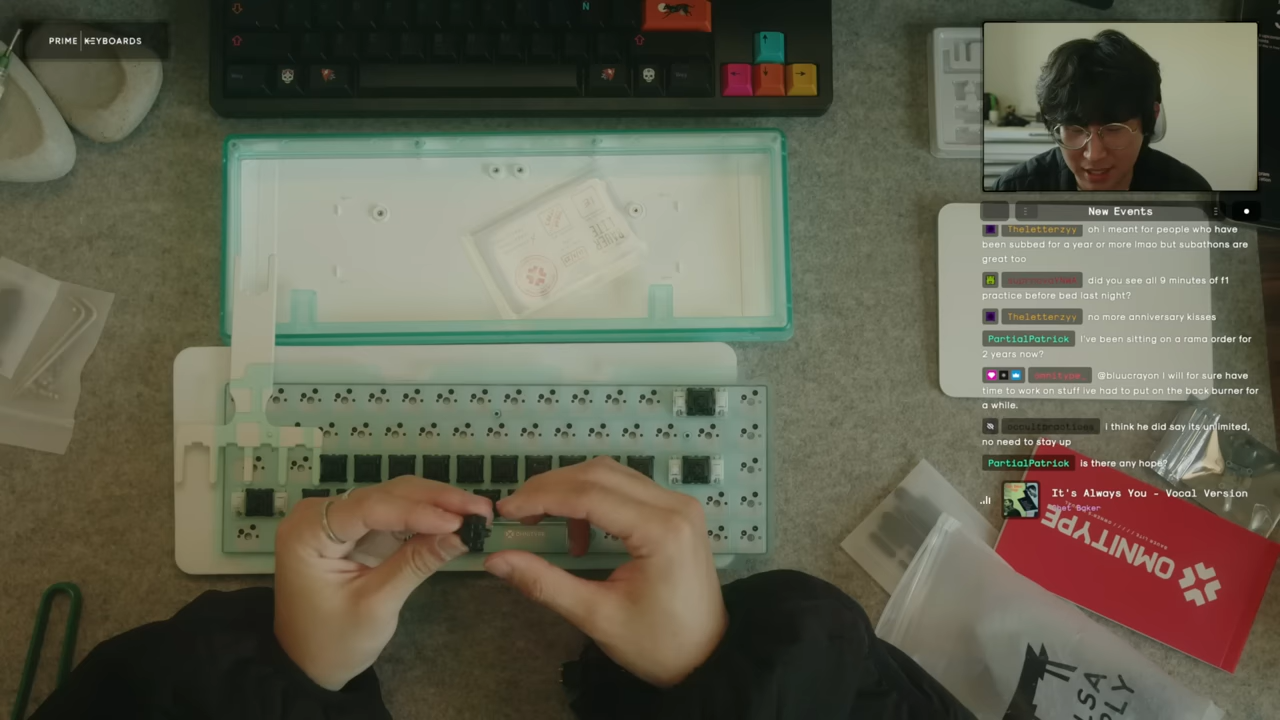 PRIME KEYBOARDS
N
New Events
Theletterzyy oh i meant for people who have
been subbed for a year or more lmao but subathons are
great too
did you see all 9 minutes of f1
practice before bed last night?
Theletterzyy no more anniversary kisses
PartialPatrick I've been sitting on a rama order for
2 years now?
omnitype @bluucrayon I will for sure have
time to work on stuff ive had to put on the back burner for
a while.
i think he did say its unlimited,
no need to stay up
PartialPatrick is there any hope?
It's Always You - Vocal Version
Chet Baker
OMNITYPE